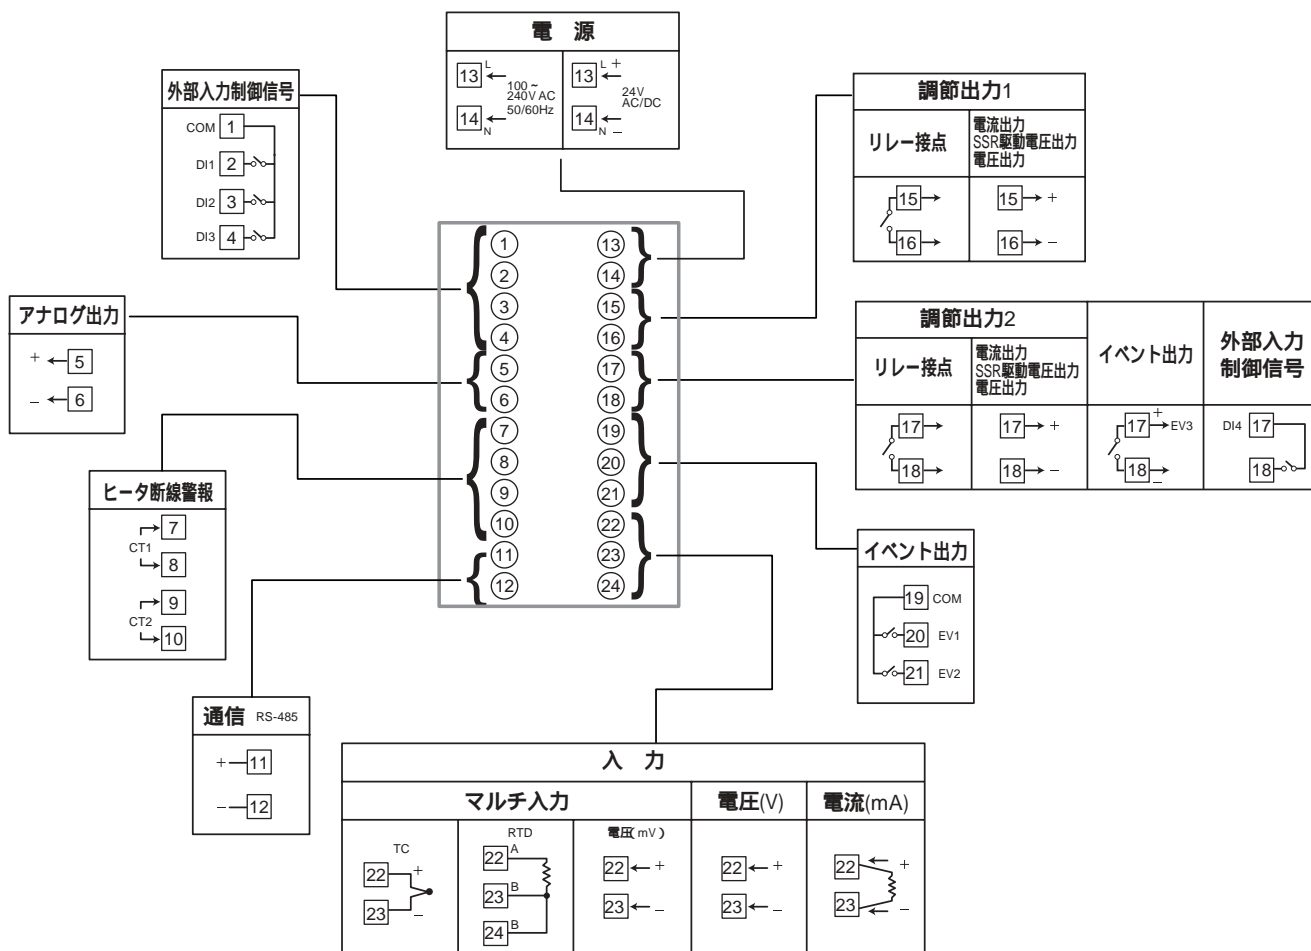 電 源
13 L 13 L +
100 ~
240V AC
50/60Hz
24V
AC/DC
14 N 14 N −
外部入力制御信号
COM 1
DI1 2
DI2 3
DI3 4
調節出力1
リレー接点
電流出力
SSR駆動電圧出力
電圧出力
15 15 +
16 16 −
1 13
2 14
3 15
4 16
5 17
6 18
7 19
8 20
9 21
10 22
11 23
12 24
アナログ出力
+ 5
− 6
調節出力2
リレー接点
電流出力
SSR駆動電圧出力
電圧出力
イベント出力
外部入力
制御信号
17 17 + 17 + EV3 DI4 17
18 18 − 18 − 18
ヒータ断線警報
7
CT1
8
9
CT2
10
イベント出力
19 COM
20 EV1
21 EV2
通信 RS-485
+ 11
− 12
入 力
マルチ入力 電圧(V) 電流(mA)
TC
22 +
23 −
RTD
22 A
23 B
24 B
電圧(mV)
22 +
23 −
22 +
23 −
22 +
23 −